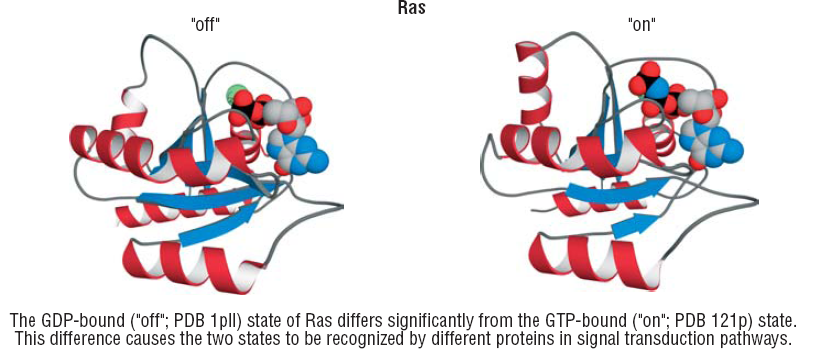 Ras
"off"
"on"
The GDP-bound ("off"; PDB 1pll) state of Ras differs significantly from the GTP-bound ("on"; PDB 121p) state.
This difference causes the two states to be recognized by different proteins in signal transduction pathways.